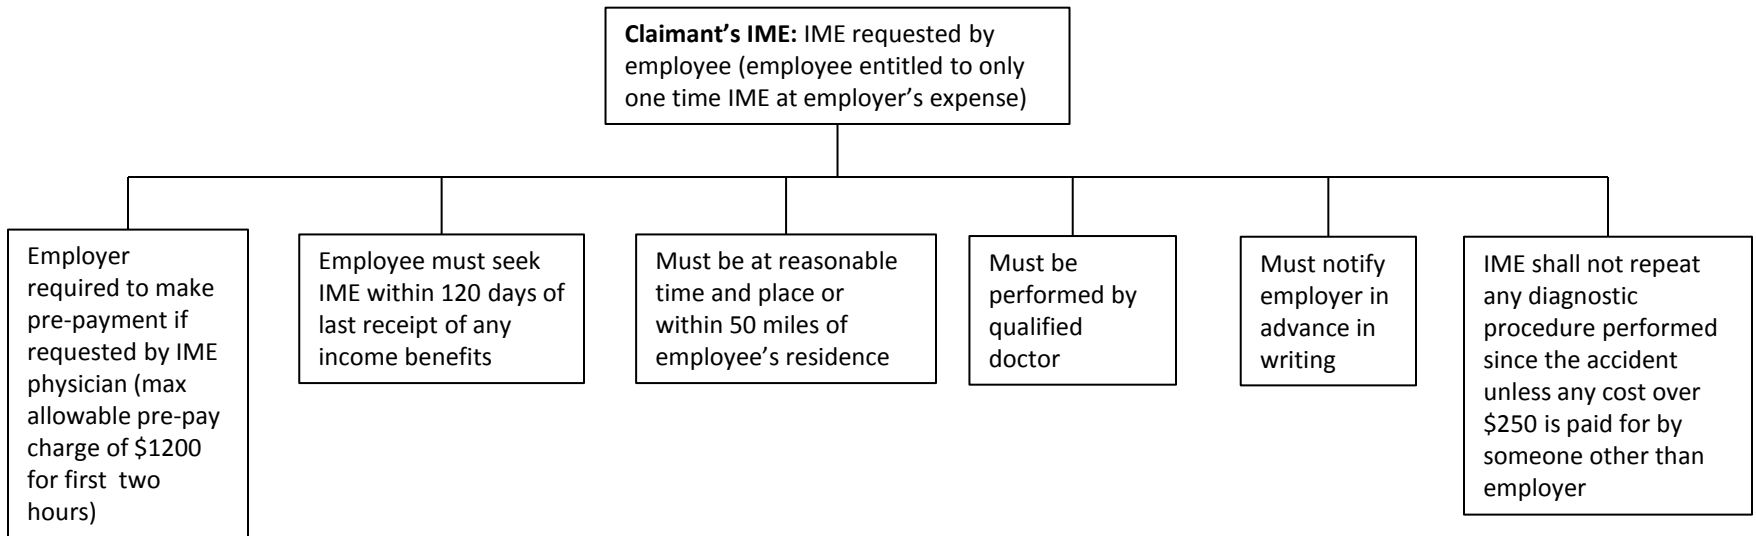 Claimant’s IME: IME requested by
employee (employee entitled to only
one time IME at employer’s expense)
Employer
required to make
pre-payment if
requested by IME
physician (max
allowable pre-pay
charge of $1200
for first two
hours)
Employee must seek
IME within 120 days of
last receipt of any
income benefits
Must be at reasonable
time and place or
within 50 miles of
employee’s residence
Must be
performed by
qualified
doctor
Must notify
employer in
advance in
writing
IME shall not repeat
any diagnostic
procedure performed
since the accident
unless any cost over
$250 is paid for by
someone other than
employer